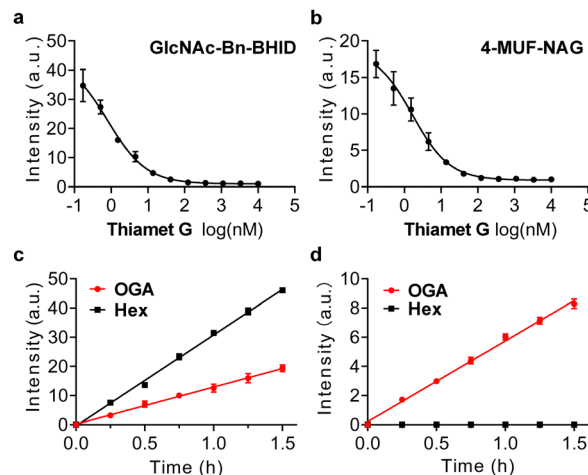 a
GlcNAc-Bn-BHID
Intensity (a.u.)
50
40
30
20
10
0
-1 0 1 2 3 4 5
Thiamet G log(nM)
b
4-MUF-NAG
Intensity (a.u.)
20
15
10
5
0
-1 0 1 2 3 4 5
Thiamet G log(nM)
c
OGA
Hex
Intensity (a.u.)
50
40
30
20
10
0
0.0 0.5 1.0 1.5
Time (h)
d
OGA
Hex
Intensity (a.u.)
10
8
6
4
2
0
0.0 0.5 1.0 1.5
Time (h)